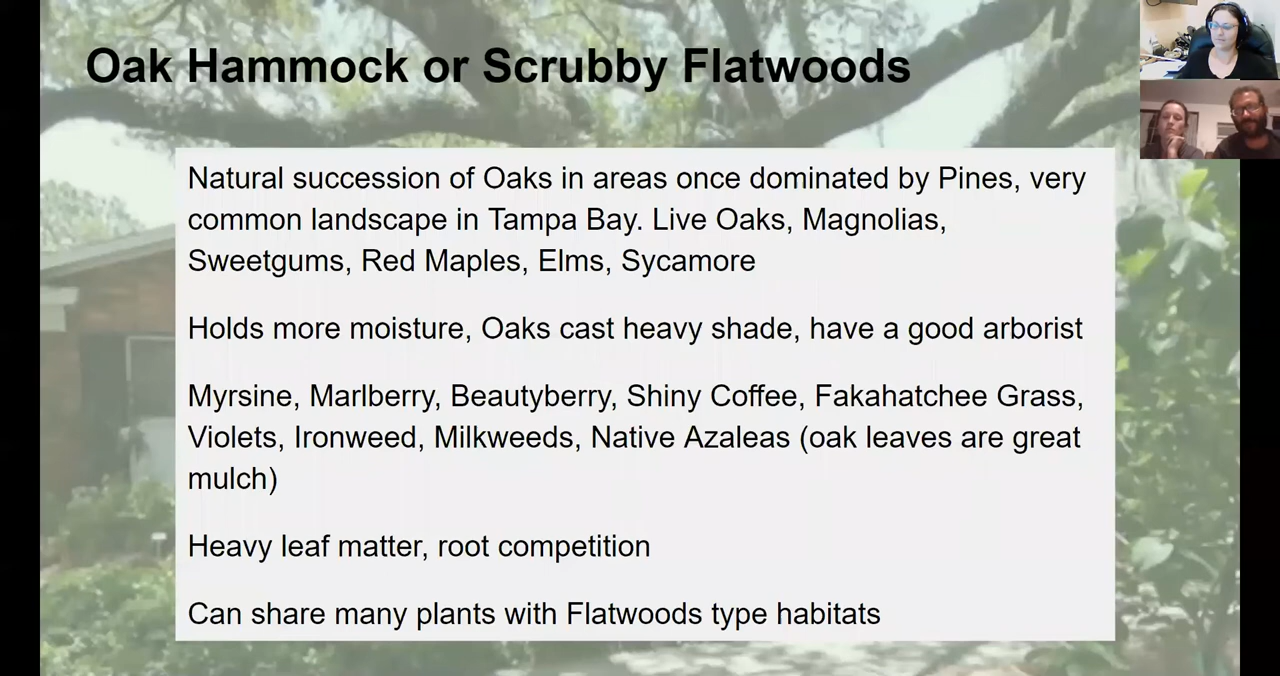 Oak Hammock or Scrubby Flatwoods
Natural succession of Oaks in areas once dominated by Pines, very
common landscape in Tampa Bay. Live Oaks, Magnolias,
Sweetgums, Red Maples, Elms, Sycamore
Holds more moisture, Oaks cast heavy shade, have a good arborist
Myrsine, Marlberry, Beautyberry, Shiny Coffee, Fakahatchee Grass,
Violets, Ironweed, Milkweeds, Native Azaleas (oak leaves are great
mulch)
Heavy leaf matter, root competition
Can share many plants with Flatwoods type habitats